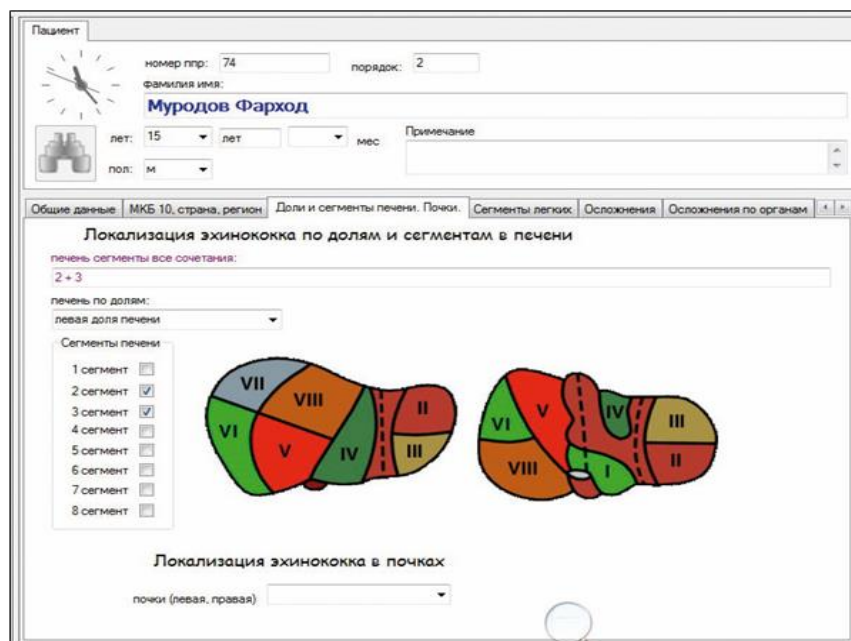 Пациент
номер ппр: 74 порядок: 2
фамилия имя:
Муродов Фарход
лет: 15 лет мес Примечание
пол: м
Общие данные МКБ 10, страна, регион Доли и сегменты печени. Почки. Сегменты легких Осложнения Осложнения по органам
Локализация эхинококка по долям и сегментам в печени
печень сегменты все сочетания:
2 + 3
печень по долям:
левая доля печени
Сегменты печени
1 сегмент
2 сегмент
3 сегмент
4 сегмент
5 сегмент
6 сегмент
7 сегмент
8 сегмент
VII VIII II VI V IV III
VI V IV III VIII I II
Локализация эхинококка в почках
почки (левая, правая)